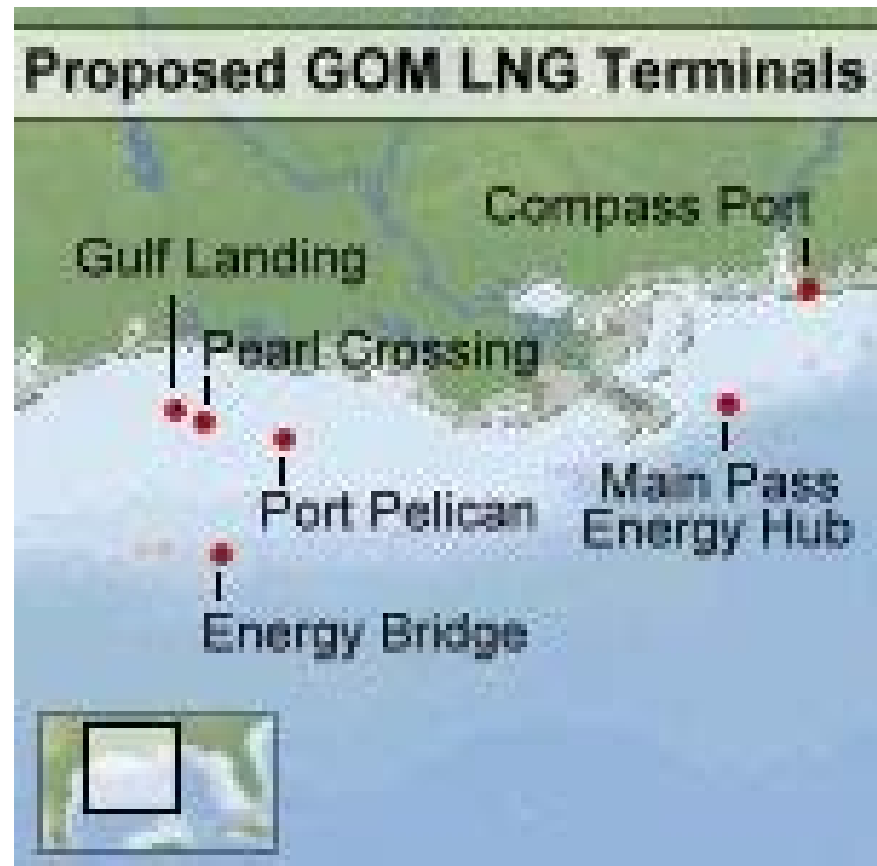 Proposed GOM LNG Terminals
Compass Port
Gulf Landing
Pearl Crossing
Port Pelican
Main Pass
Energy Hub
Energy Bridge